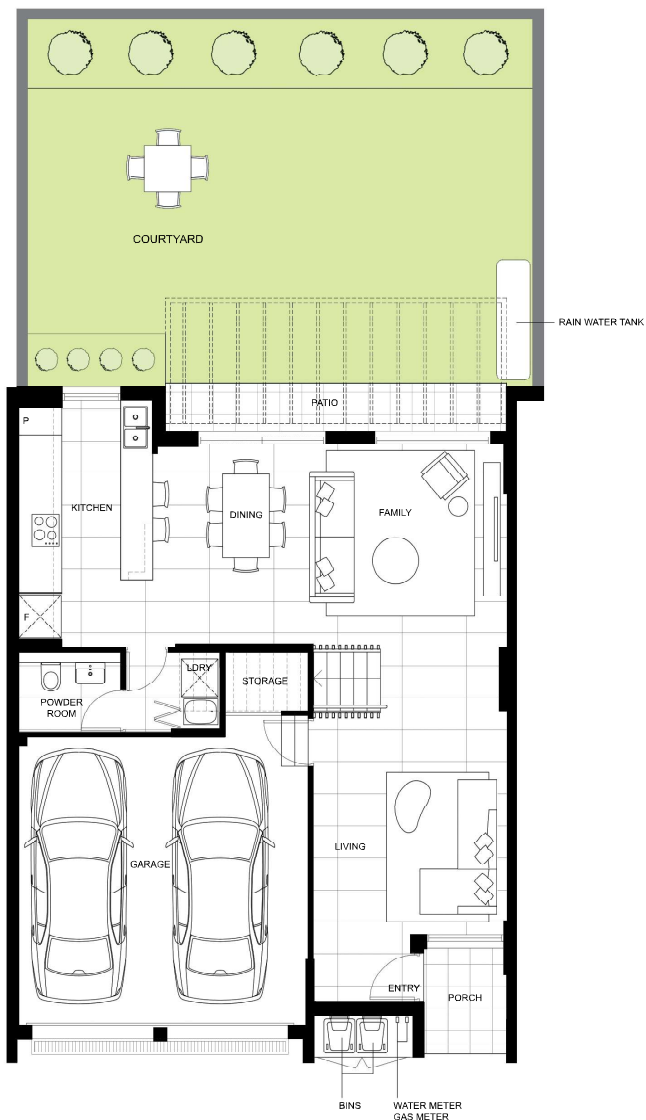 COURTYARD
RAIN WATER TANK
PATIO
P
KITCHEN
DINING
FAMILY
F
LDRY
STORAGE
POWDER
ROOM
LIVING
GARAGE
ENTRY
PORCH
BINS
WATER METER
GAS METER